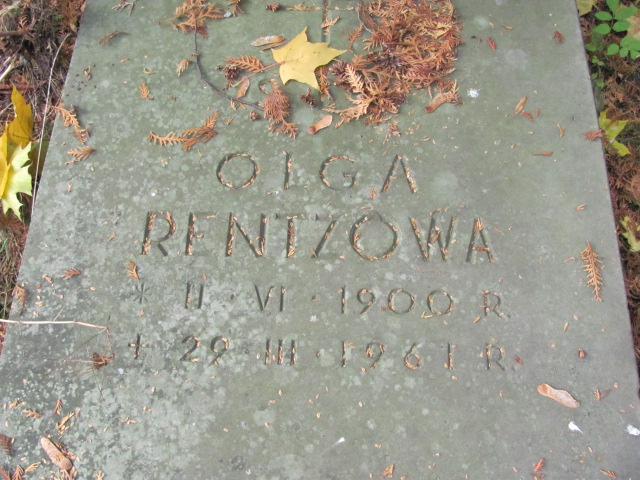 OLGA
RENTZOWA
* 11 · VI · 1900 R.
† 29 · III · 1961 R.